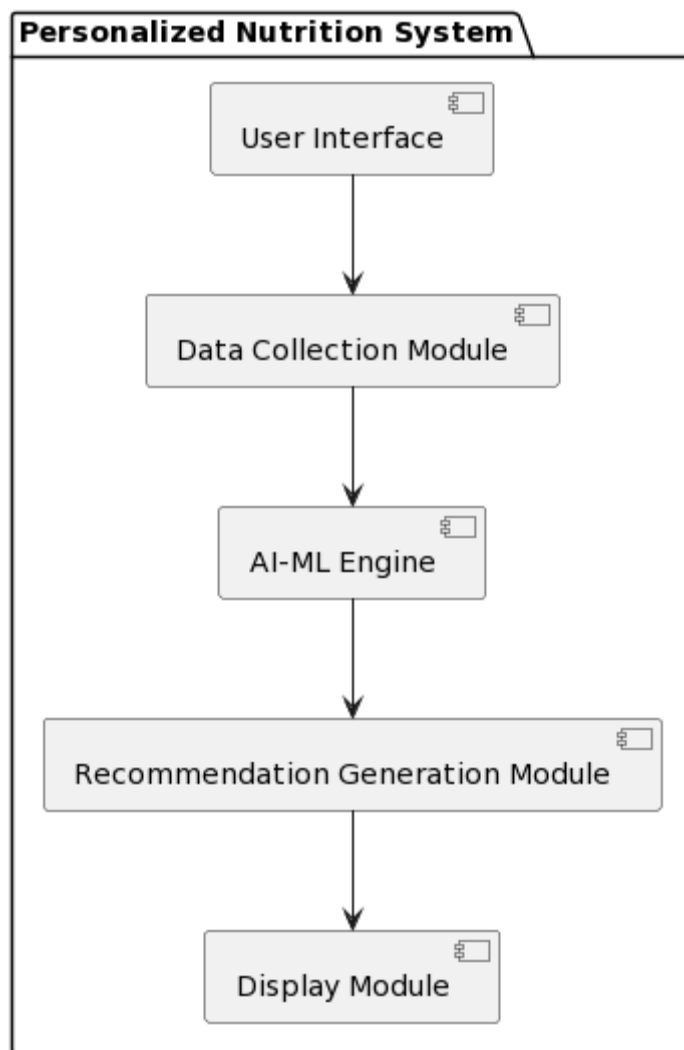 Personalized Nutrition System
User Interface
Data Collection Module
AI-ML Engine
Recommendation Generation Module
Display Module